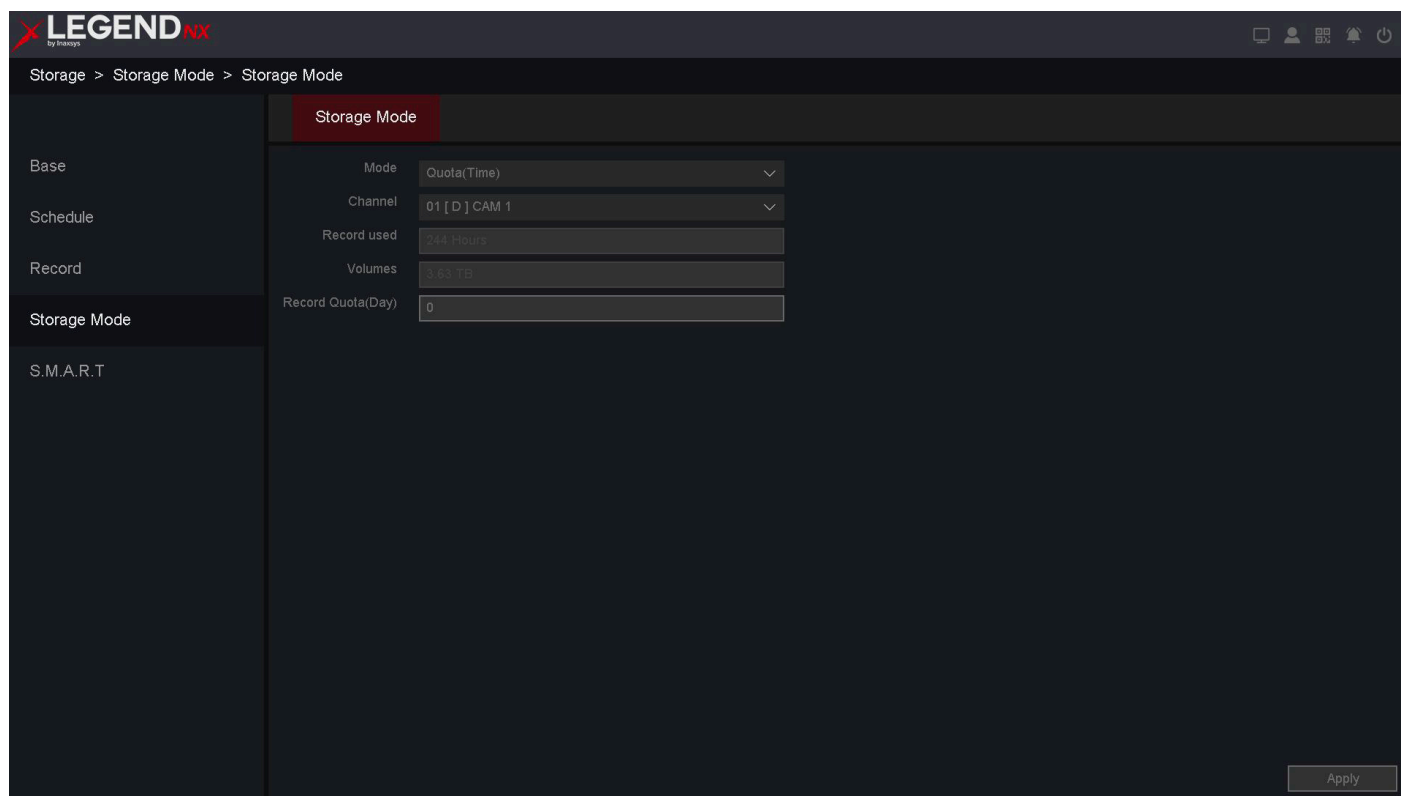 X LEGEND NX
by Inaxsys
Storage > Storage Mode > Storage Mode
Storage Mode
Base
Schedule
Record
Storage Mode
S.M.A.R.T
Mode Quota(Time)
Channel 01 [ D ] CAM 1
Record used 244 Hours
Volumes 3.63 TB
Record Quota(Day) 0
Apply